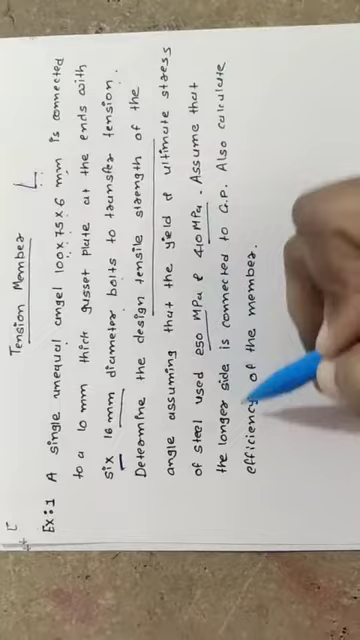 Tension Member
Ex:1 A single unequal angel 100x75x6 mm is connected
to a 10 mm thick gusset plate at the ends with
six 16 mm diameter bolts to transfer tension.
Determine the design tensile strength of the
angle assuming that the yield & ultimate stress
of steel used 250 MPa & 410 MPa. Assume that
the longer side is connected to G.P. Also calculate
efficiency of the member.